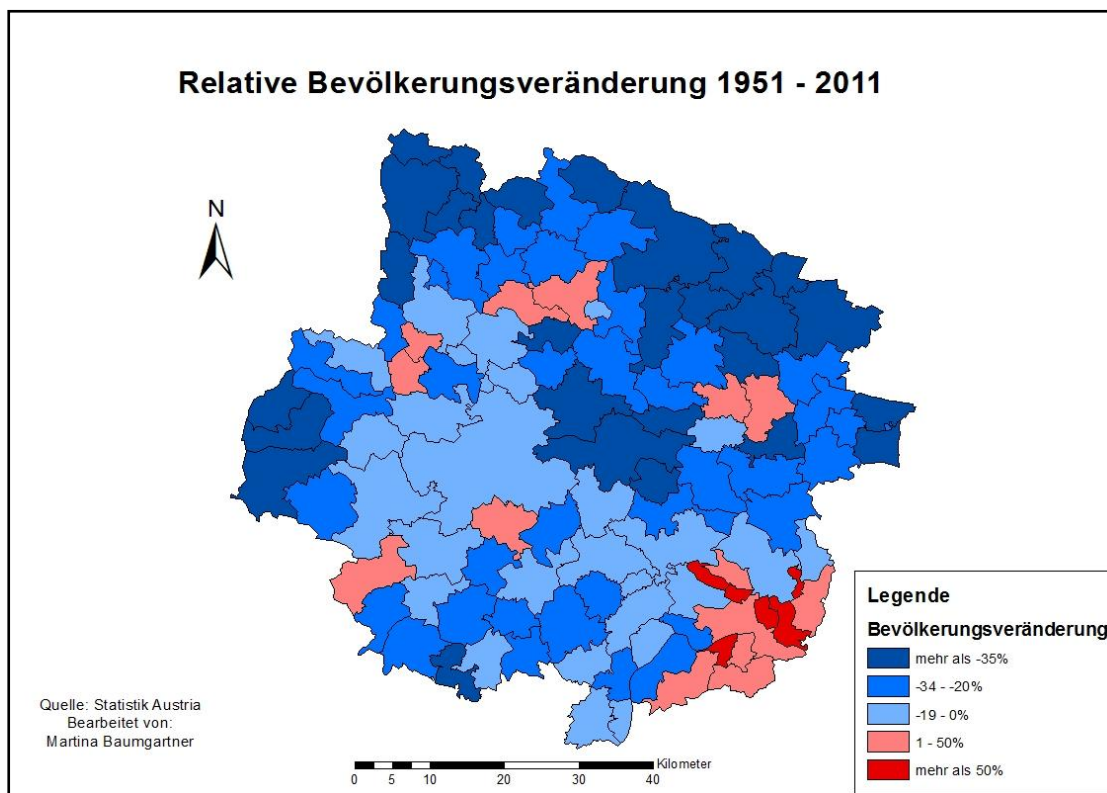 Relative Bevölkerungsveränderung 1951 - 2011
N
Legende
Bevölkerungsveränderung
mehr als -35%
-34 - -20%
-19 - 0%
1 - 50%
mehr als 50%
Quelle: Statistik Austria
Bearbeitet von:
Martina Baumgartner
Kilometer
0 5 10 20 30 40